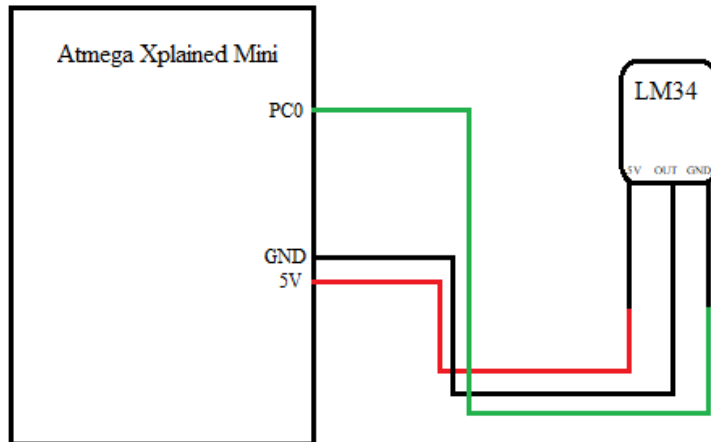 Atmega Xplained Mini
PC0
GND
5V
LM34
5V OUT GND